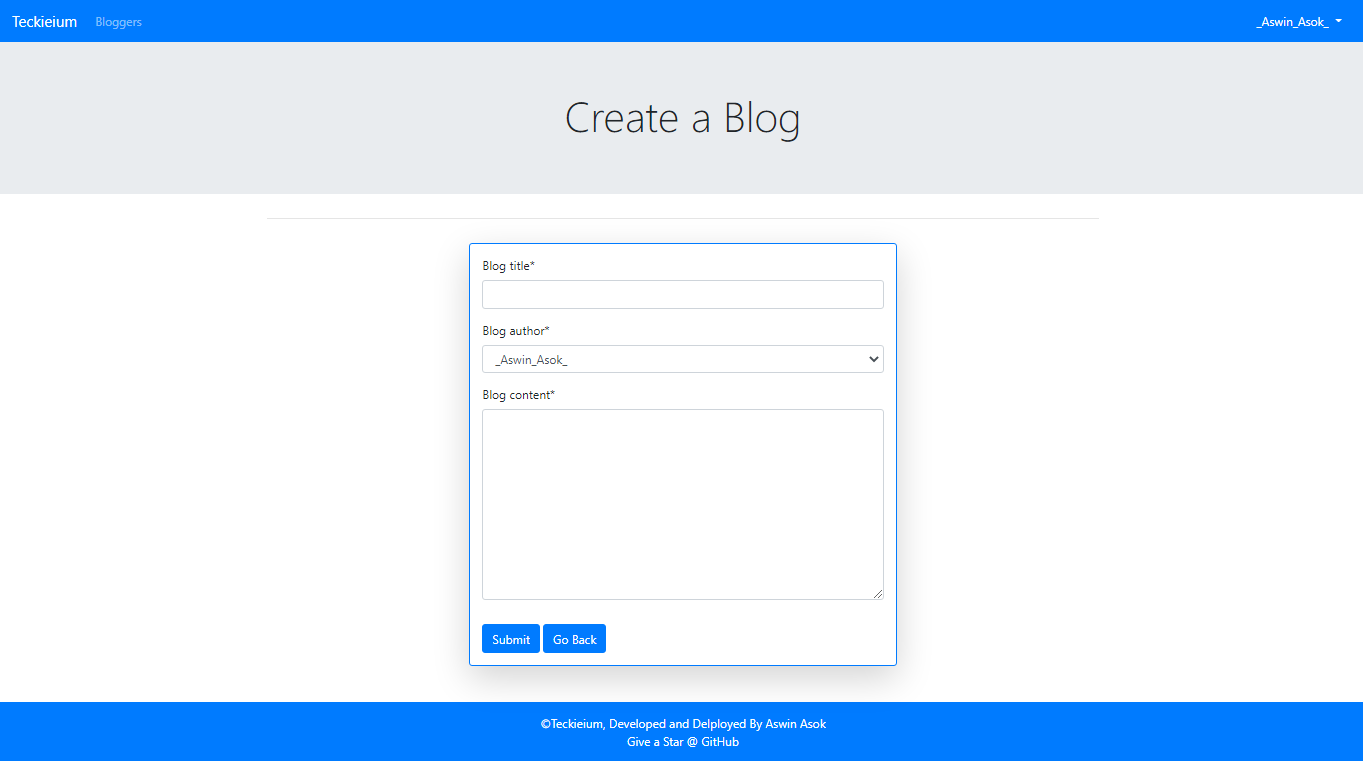 Teckieium Bloggers _Aswin_Asok_
Create a Blog
Blog title*
Blog author*
_Aswin_Asok_
Blog content*
Submit Go Back
©Teckieium, Developed and Delployed By Aswin Asok
Give a Star @ GitHub